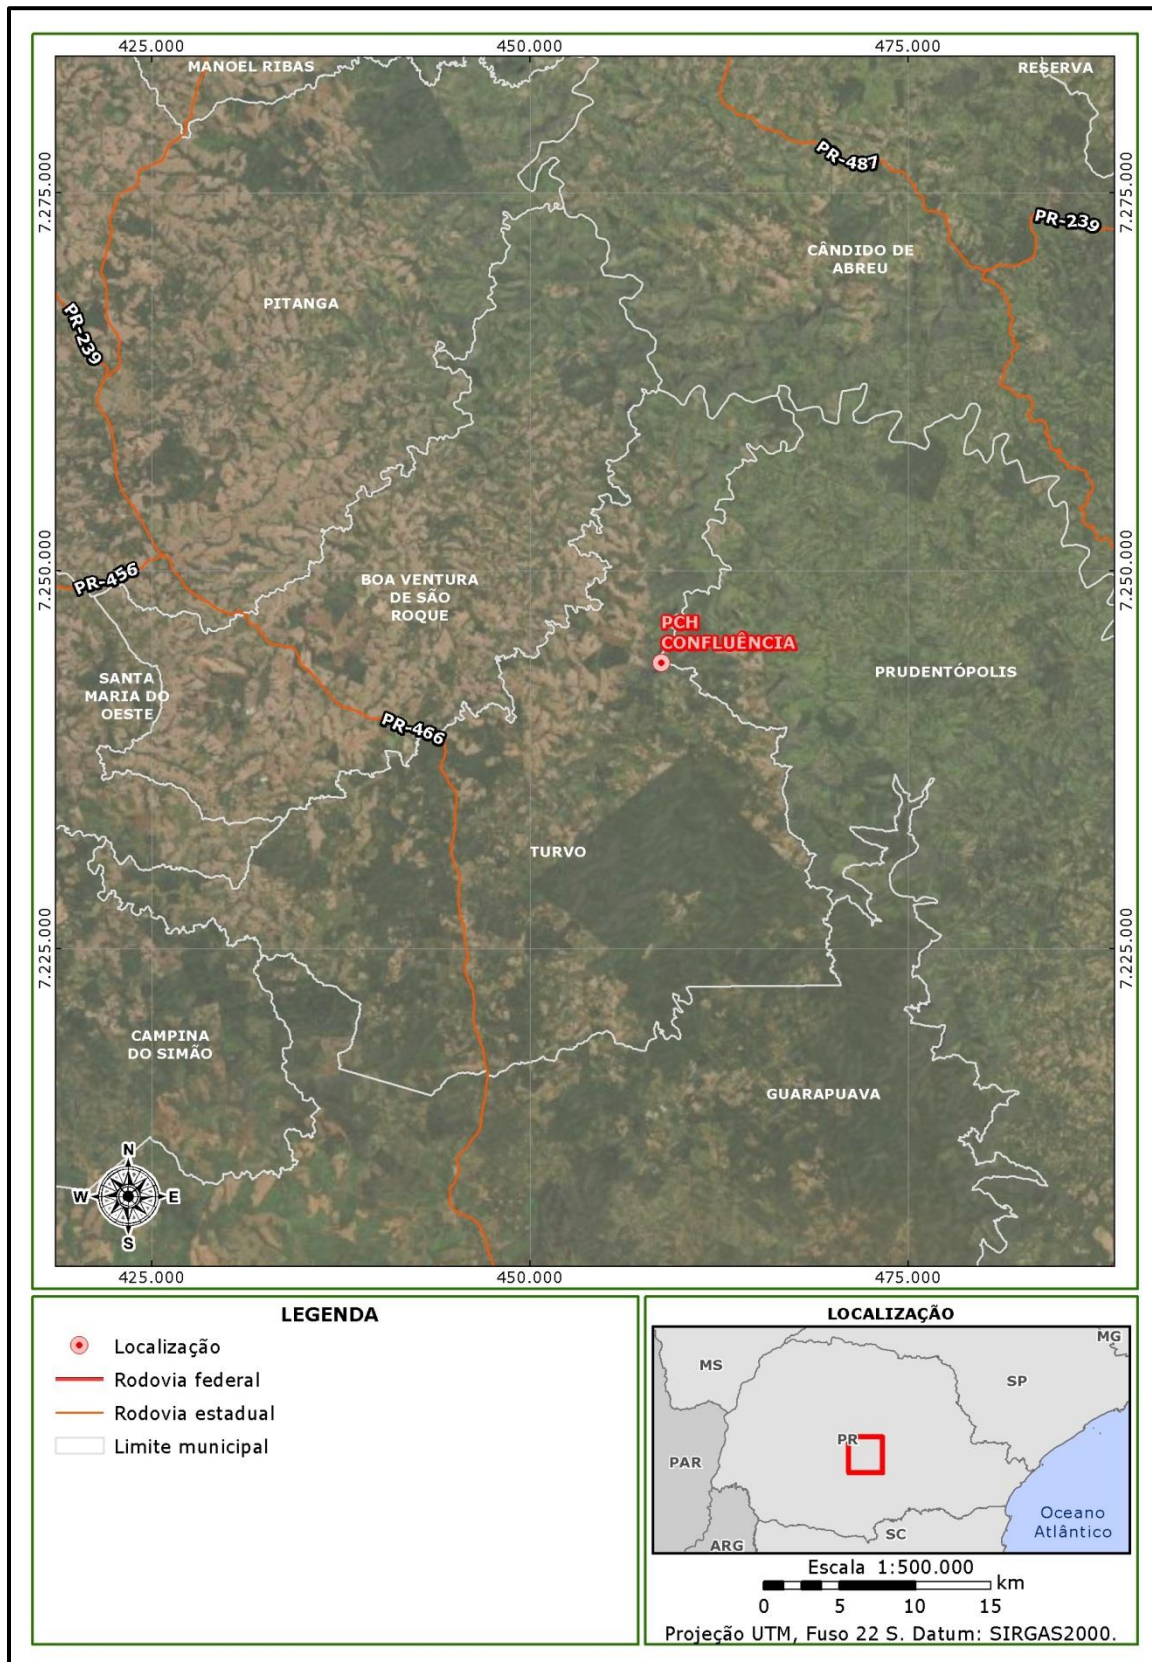 425.000
450.000
475.000
MANOEL RIBAS
RESERVA
PR-487
7.275.000
7.275.000
PR-239
CÂNDIDO DE
ABREU
PITANGA
PR-239
7.250.000
7.250.000
PR-456
BOA VENTURA
DE SÃO
ROQUE
PCH
CONFLUÊNCIA
SANTA
MARIA DO
OESTE
PRUDENTÓPOLIS
PR-466
TURVO
7.225.000
7.225.000
CAMPINA
DO SIMÃO
GUARAPUAVA
N
W
E
S
425.000
450.000
475.000
LEGENDA
Localização
Rodovia federal
Rodovia estadual
Limite municipal
LOCALIZAÇÃO
MS
MG
SP
PR
PAR
Oceano
Atlântico
SC
ARG
Escala 1:500.000
km
0 5 10 15
Projeção UTM, Fuso 22 S. Datum: SIRGAS2000.